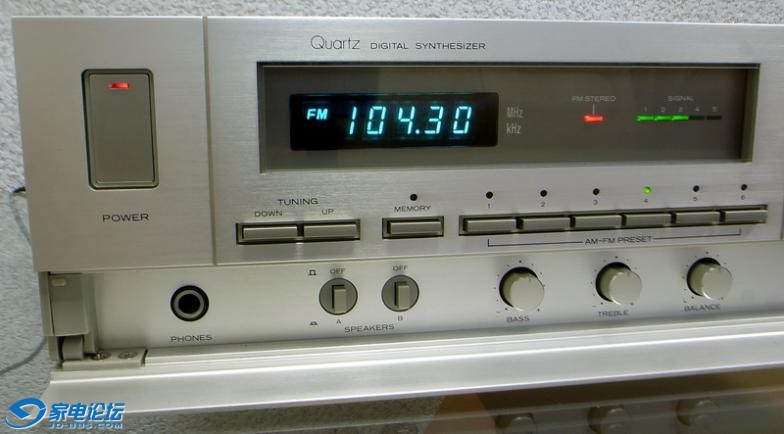 Quartz DIGITAL SYNTHESIZER
FM 104.30 MHz
kHz
FM STEREO
SIGNAL
1 2 3 4 5
POWER
TUNING
DOWN UP
MEMORY
1 2 3 4 5 6
AM-FM PRESET
PHONES
OFF OFF
A B
SPEAKERS
BASS
TREBLE
BALANCE
家电论坛
JD-BBS.COM